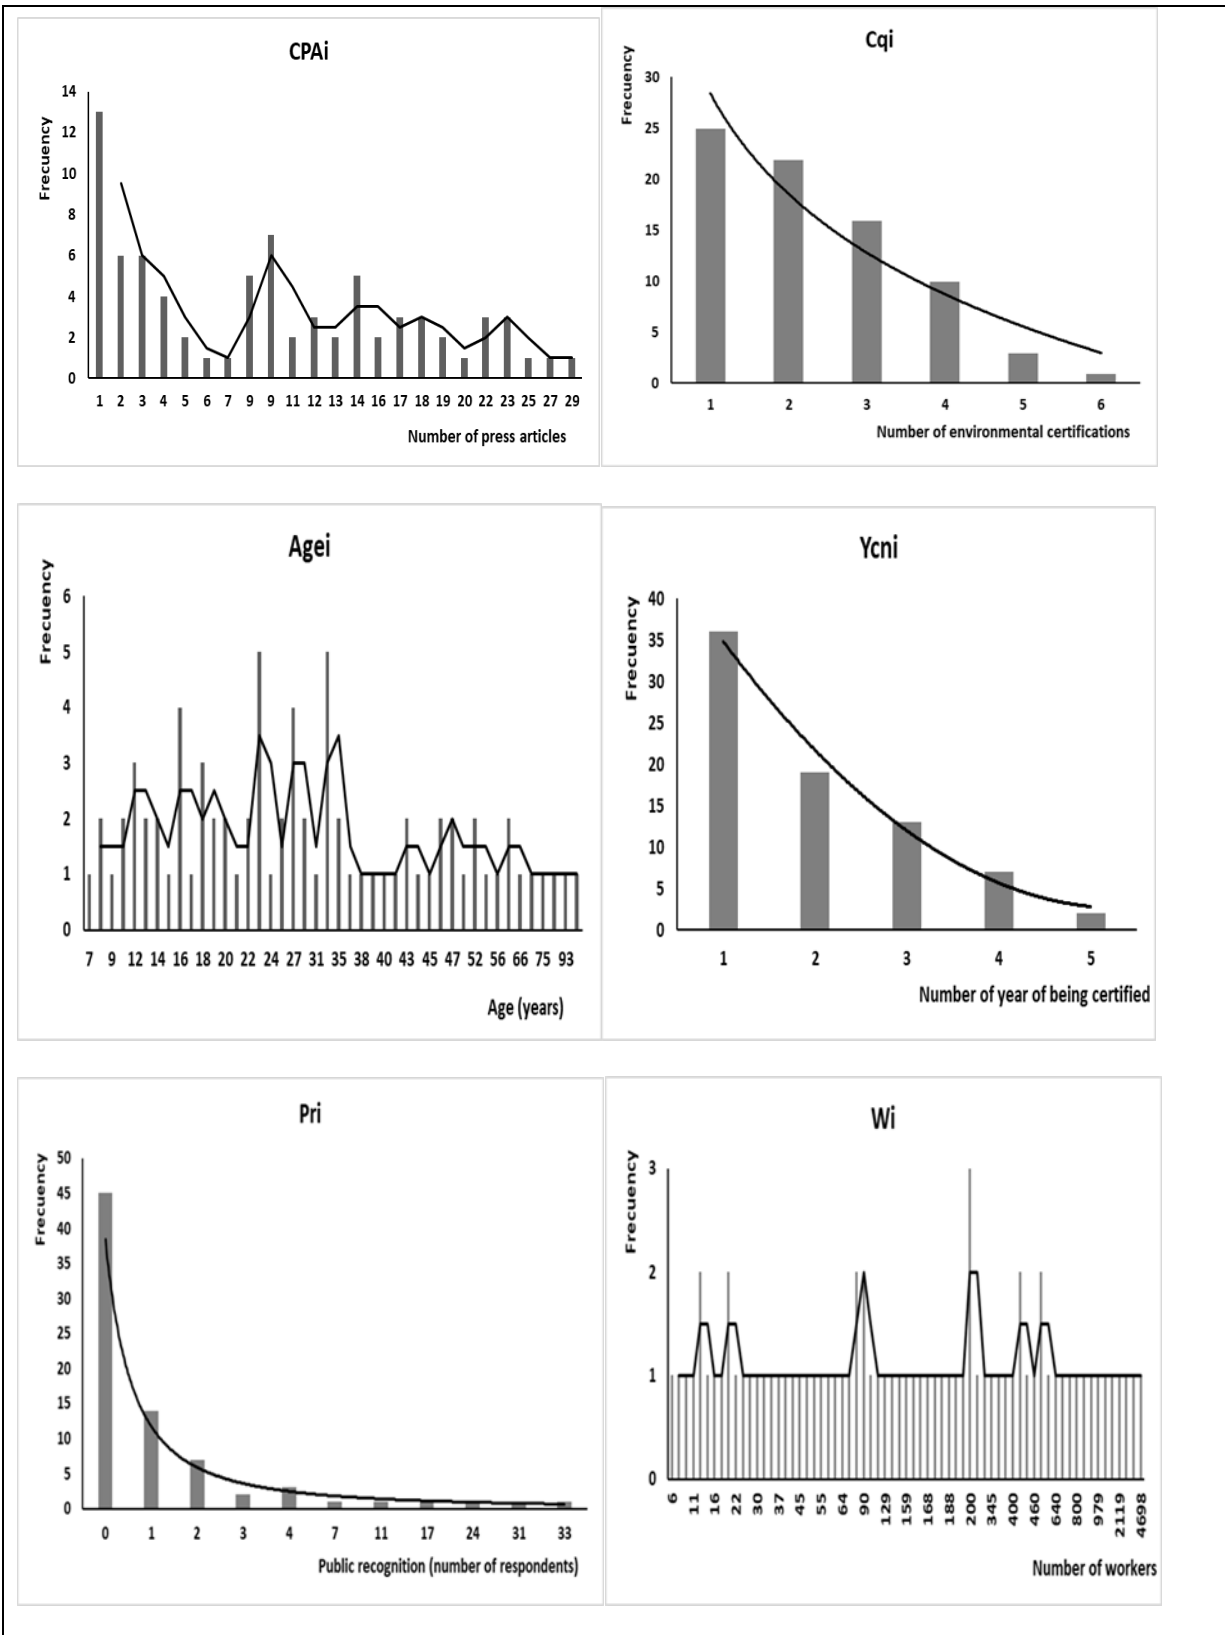 CPAi
Frecuency
14
12
10
8
6
4
2
0
1 2 3 4 5 6 7 9 9 11 12 13 14 16 17 18 19 20 22 23 25 27 29
Number of press articles
Cqi
Frecuency
30
25
20
15
10
5
0
1 2 3 4 5 6
Number of environmental certifications
Agei
Frecuency
6
5
4
3
2
1
0
7 9 12 14 16 18 20 22 24 27 31 35 38 40 43 45 47 52 56 66 75 93
Age (years)
Ycni
Frecuency
40
35
30
25
20
15
10
5
0
1 2 3 4 5
Number of year of being certified
Pri
Frecuency
50
45
40
35
30
25
20
15
10
5
0
0 1 2 3 4 7 11 17 24 31 33
Public recognition (number of respondents)
Wi
Frecuency
3
2
1
0
6 11 16 22 30 37 45 55 64 90 129 159 168 188 200 345 400 460 640 800 979 2119 4698
Number of workers